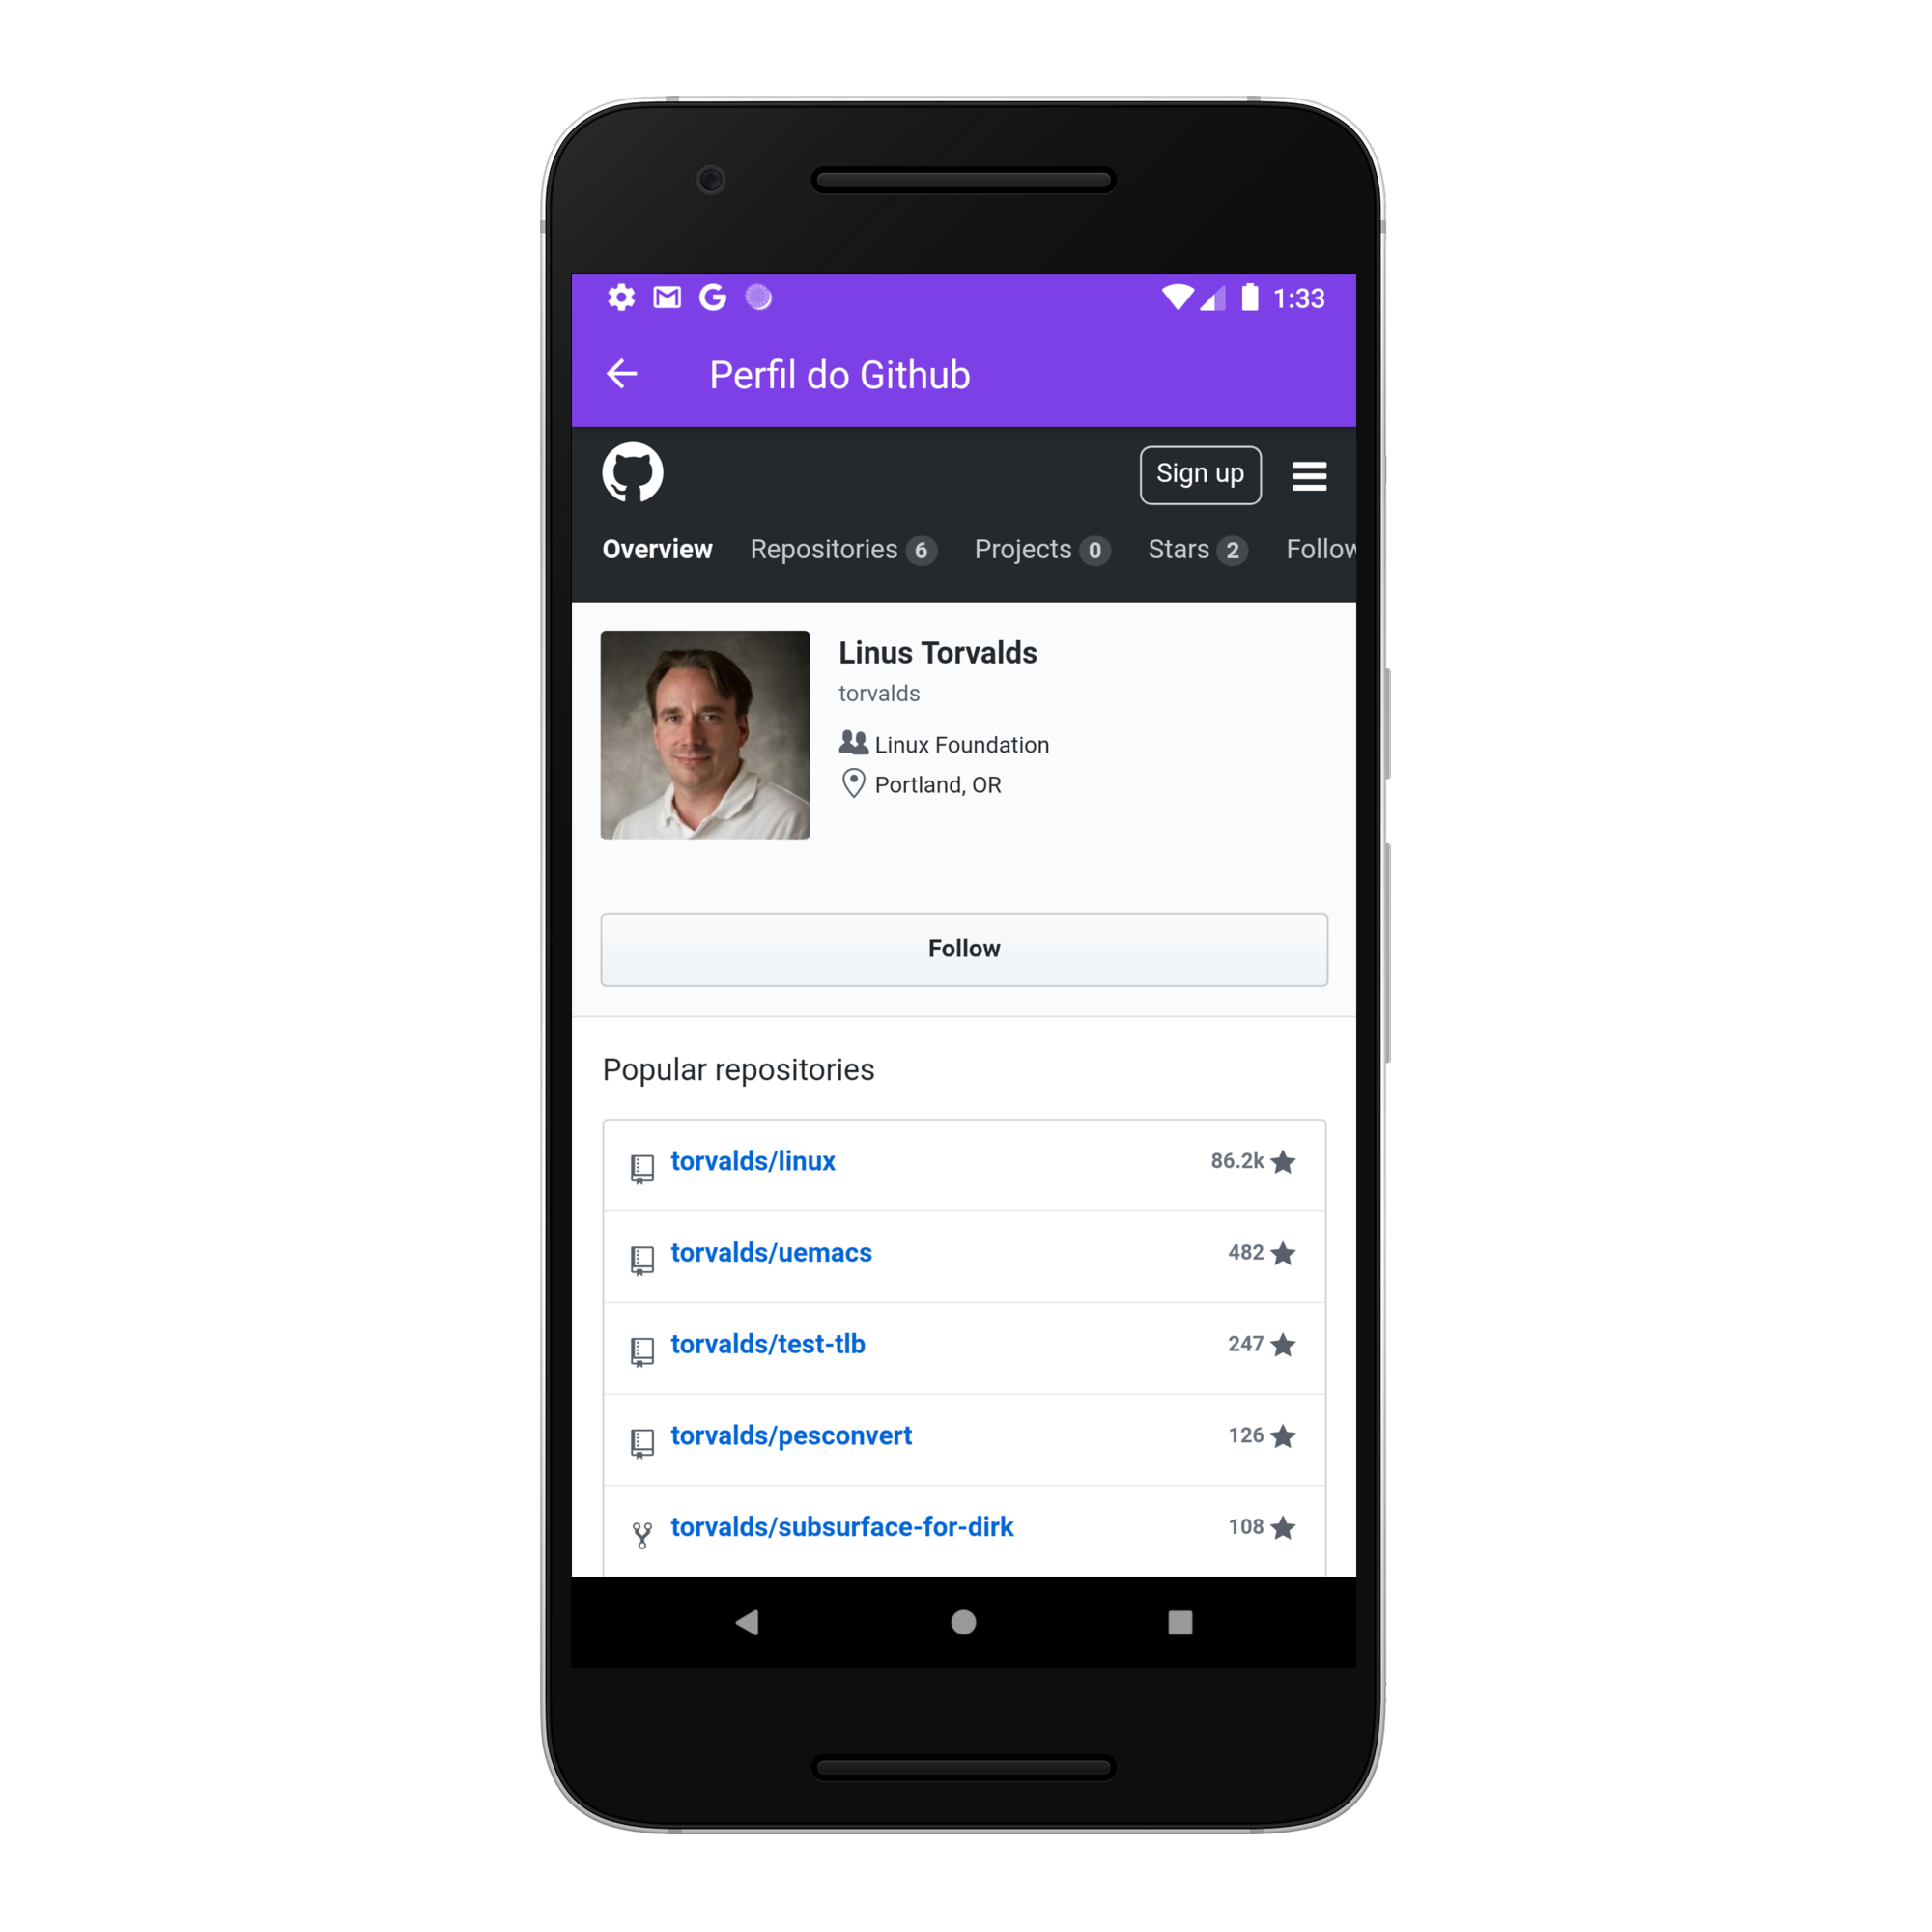 1:33
Perfil do Github
Sign up
Overview Repositories 6 Projects 0 Stars 2 Follow
Linus Torvalds
torvalds
Linux Foundation
Portland, OR
Follow
Popular repositories
torvalds/linux 86.2k
torvalds/uemacs 482
torvalds/test-tlb 247
torvalds/pesconvert 126
torvalds/subsurface-for-dirk 108